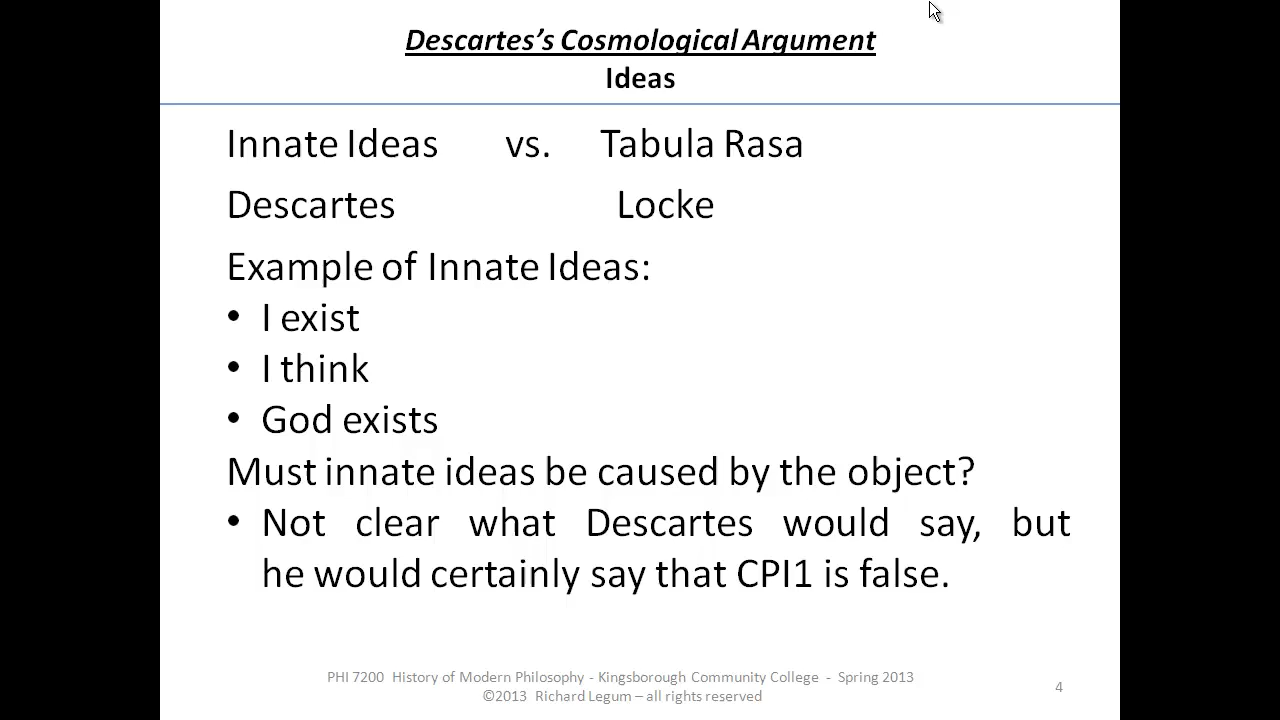 Descartes's Cosmological Argument
Ideas
Innate Ideas vs. Tabula Rasa
Descartes Locke
Example of Innate Ideas:
• I exist
• I think
• God exists
Must innate ideas be caused by the object?
• Not clear what Descartes would say, but
he would certainly say that CPI1 is false.
PHI 7200 History of Modern Philosophy - Kingsborough Community College - Spring 2013
©2013 Richard Legum – all rights reserved
4